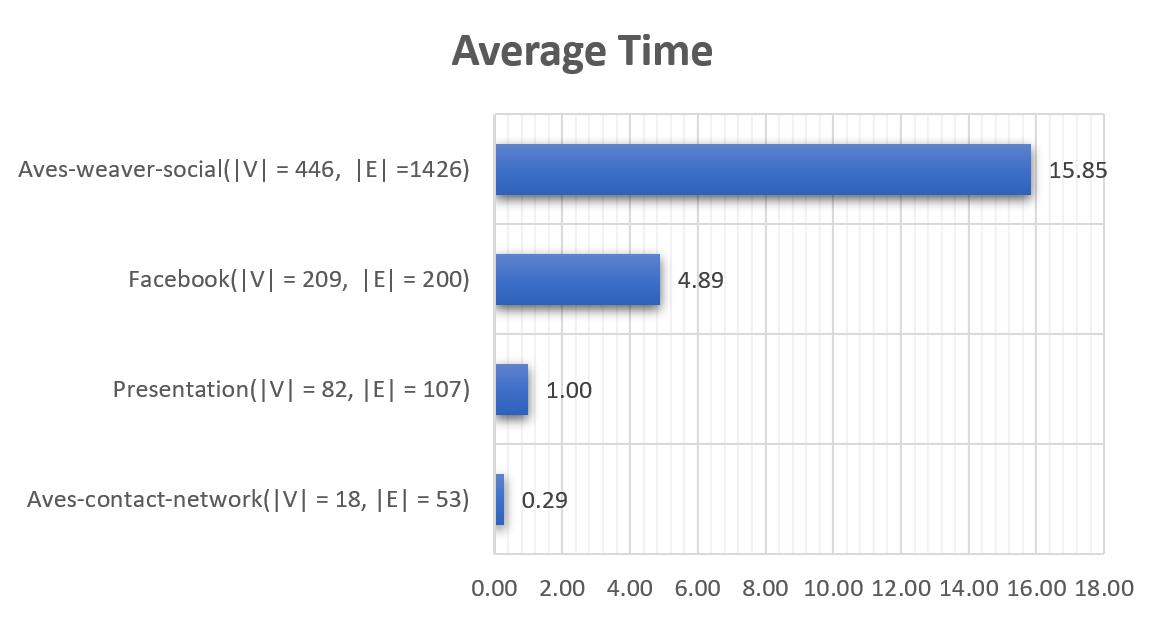 Average Time
Aves-weaver-social(|V| = 446,  |E| =1426)
15.85
Facebook(|V| = 209,  |E| = 200)
4.89
Presentation(|V| = 82, |E| = 107)
1.00
Aves-contact-network(|V| = 18, |E| = 53)
0.29
0.00 2.00 4.00 6.00 8.00 10.00 12.00 14.00 16.00 18.00